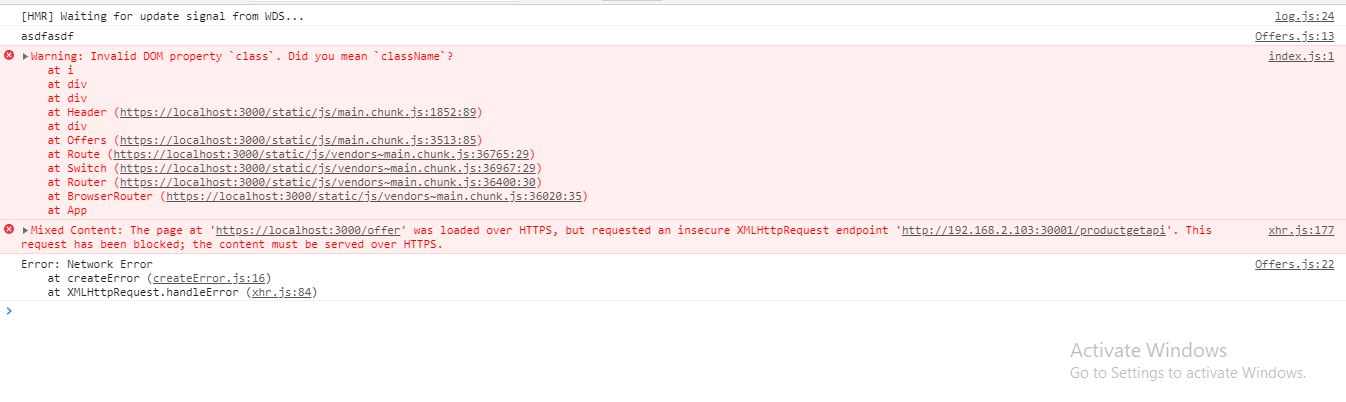 [HMR] Waiting for update signal from WDS... log.js:24
asdfasdf Offers.js:13
Warning: Invalid DOM property `class`. Did you mean `className`? index.js:1
at i
at div
at div
at Header (https://localhost:3000/static/js/main.chunk.js:1852:89)
at div
at Offers (https://localhost:3000/static/js/main.chunk.js:3513:85)
at Route (https://localhost:3000/static/js/vendors~main.chunk.js:36765:29)
at Switch (https://localhost:3000/static/js/vendors~main.chunk.js:36967:29)
at Router (https://localhost:3000/static/js/vendors~main.chunk.js:36400:30)
at BrowserRouter (https://localhost:3000/static/js/vendors~main.chunk.js:36020:35)
at App
Mixed Content: The page at 'https://localhost:3000/offer' was loaded over HTTPS, but requested an insecure XMLHttpRequest endpoint 'http://192.168.2.103:30001/productgetapi'. This xhr.js:177
request has been blocked; the content must be served over HTTPS.
Error: Network Error Offers.js:22
at createError (createError.js:16)
at XMLHttpRequest.handleError (xhr.js:84)
Activate Windows
Go to Settings to activate Windows.